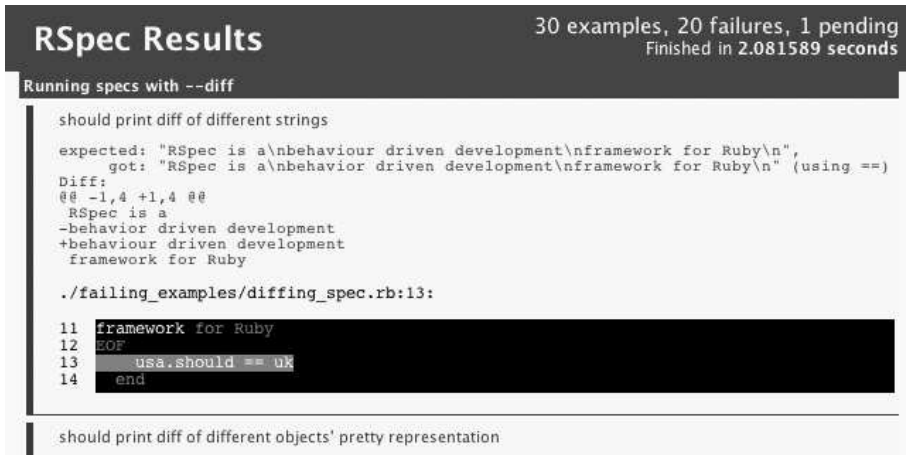 RSpec Results
30 examples, 20 failures, 1 pending
Finished in 2.081589 seconds
Running specs with --diff
should print diff of different strings
expected: "RSpec is a\nbehaviour driven development\nframework for Ruby\n",
     got: "RSpec is a\nbehavior driven development\nframework for Ruby\n" (using ==)
Diff:
@@ -1,4 +1,4 @@
 RSpec is a
-behavior driven development
+behaviour driven development
 framework for Ruby
./failing_examples/diffing_spec.rb:13:
11 framework for Ruby
12 EOF
13     usa.should == uk
14   end
should print diff of different objects' pretty representation